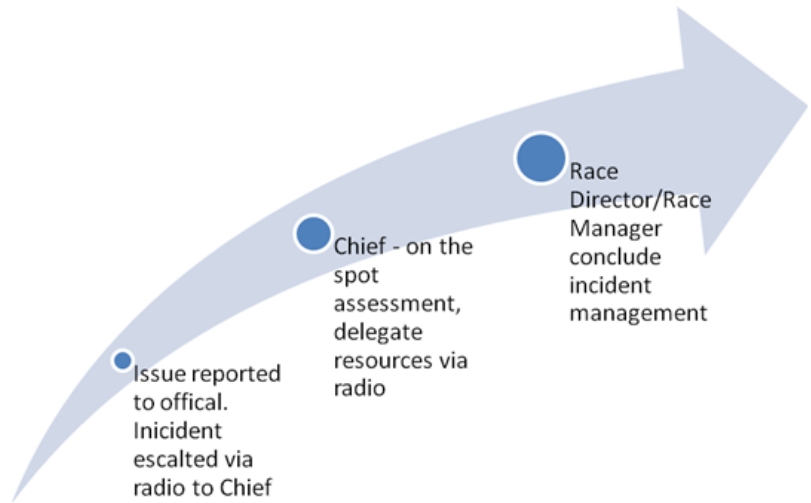 Issue reported
to offical.
Inicident
escalted via
radio to Chief
Chief - on the
spot
assessment,
delegate
resources via
radio
Race
Director/Race
Manager
conclude
incident
management